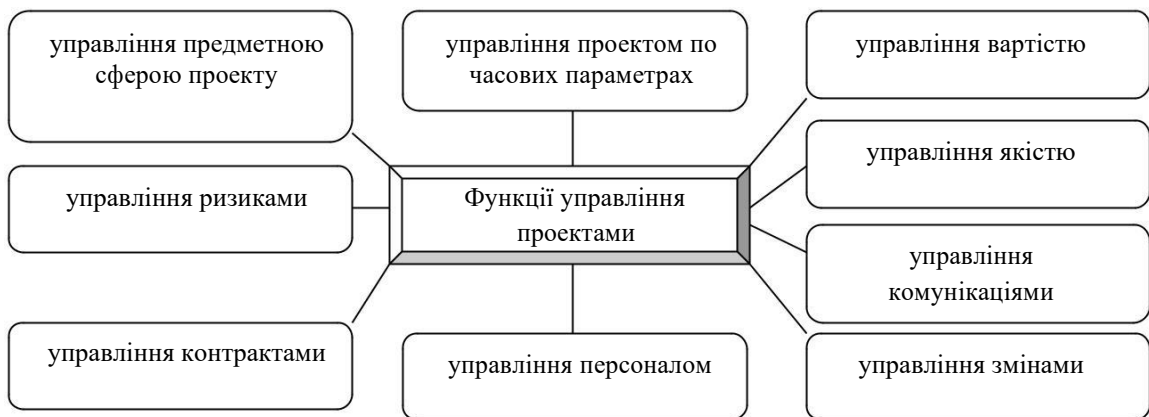 управління предметною
сферою проекту
управління проектом по
часових параметрах
управління вартістю
управління якістю
управління ризиками
Функції управління
проектами
управління
комунікаціями
управління контрактами
управління персоналом
управління змінами